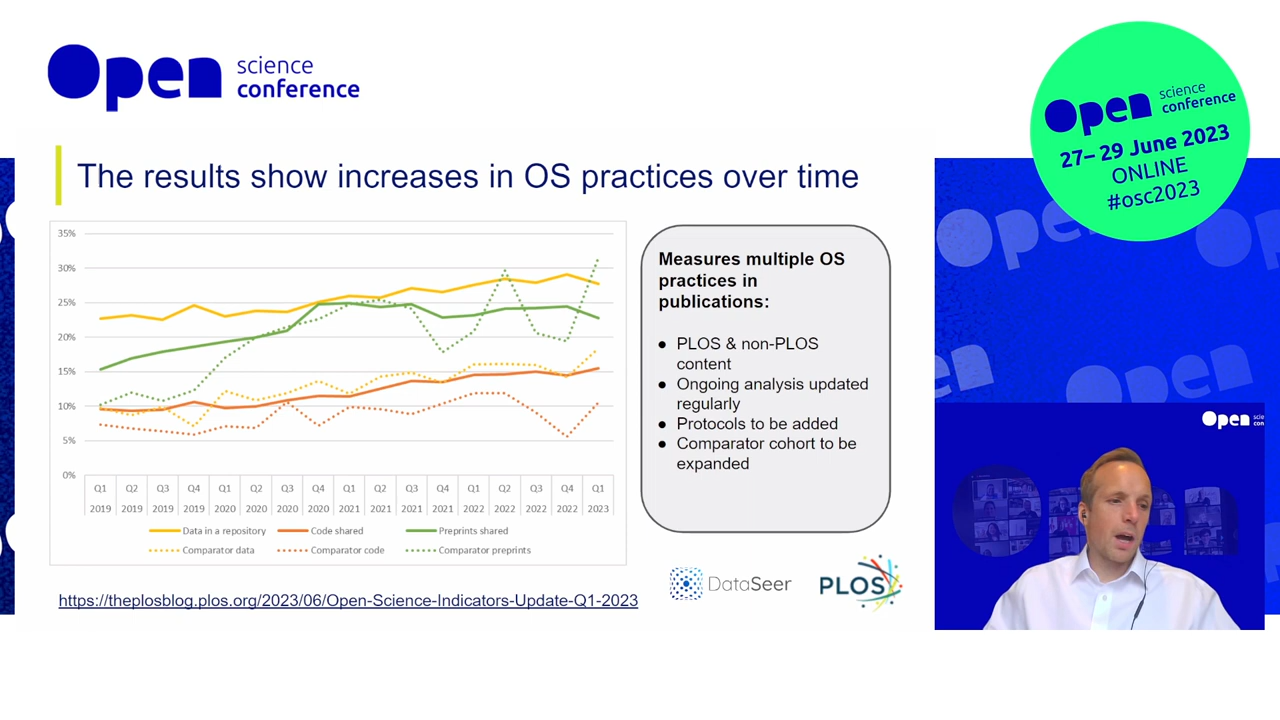 Open science conference
Open science conference
27– 29 June 2023
ONLINE
#osc2023
The results show increases in OS practices over time
35%
30%
25%
20%
15%
10%
5%
0%
Q1 Q2 Q3 Q4 Q1 Q2 Q3 Q4 Q1 Q2 Q3 Q4 Q1 Q2 Q3 Q4 Q1
2019 2019 2019 2019 2020 2020 2020 2020 2021 2021 2021 2021 2022 2022 2022 2022 2023
Data in a repository Code shared Preprints shared
Comparator data Comparator code Comparator preprints
Measures multiple OS
practices in
publications:
● PLOS & non-PLOS
content
● Ongoing analysis updated
regularly
● Protocols to be added
● Comparator cohort to be
expanded
DataSeer
PLOS
https://theplosblog.plos.org/2023/06/Open-Science-Indicators-Update-Q1-2023
Open
Open
Open scie
con